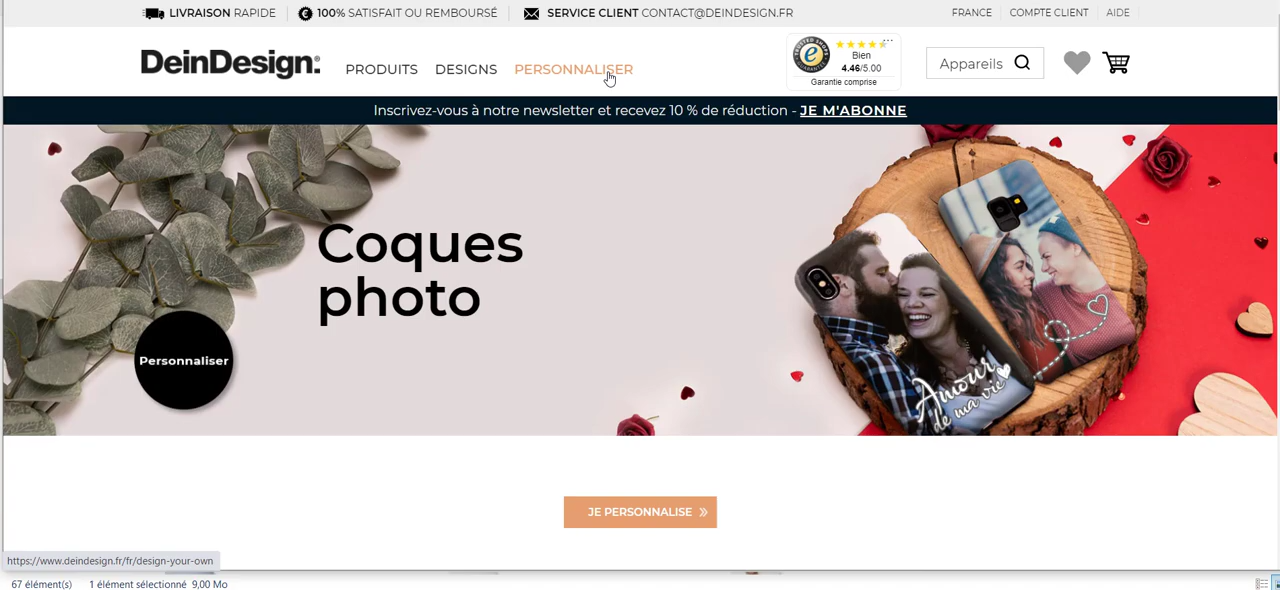 LIVRAISON RAPIDE 100% SATISFAIT OU REMBOURSÉ SERVICE CLIENT CONTACT@DEINDESIGN.FR FRANCE COMPTE CLIENT AIDE
DeinDesign. PRODUITS DESIGNS PERSONNALISER
TRUSTED SHOPS GUARANTEE
Bien
4.46/5.00
Garantie comprise
Appareils
Inscrivez-vous à notre newsletter et recevez 10 % de réduction - JE M'ABONNE
Coques
photo
Personnaliser
Amour
de ma vie
JE PERSONNALISE »
https://www.deindesign.fr/fr/design-your-own
67 élément(s) 1 élément sélectionné 9,00 Mo